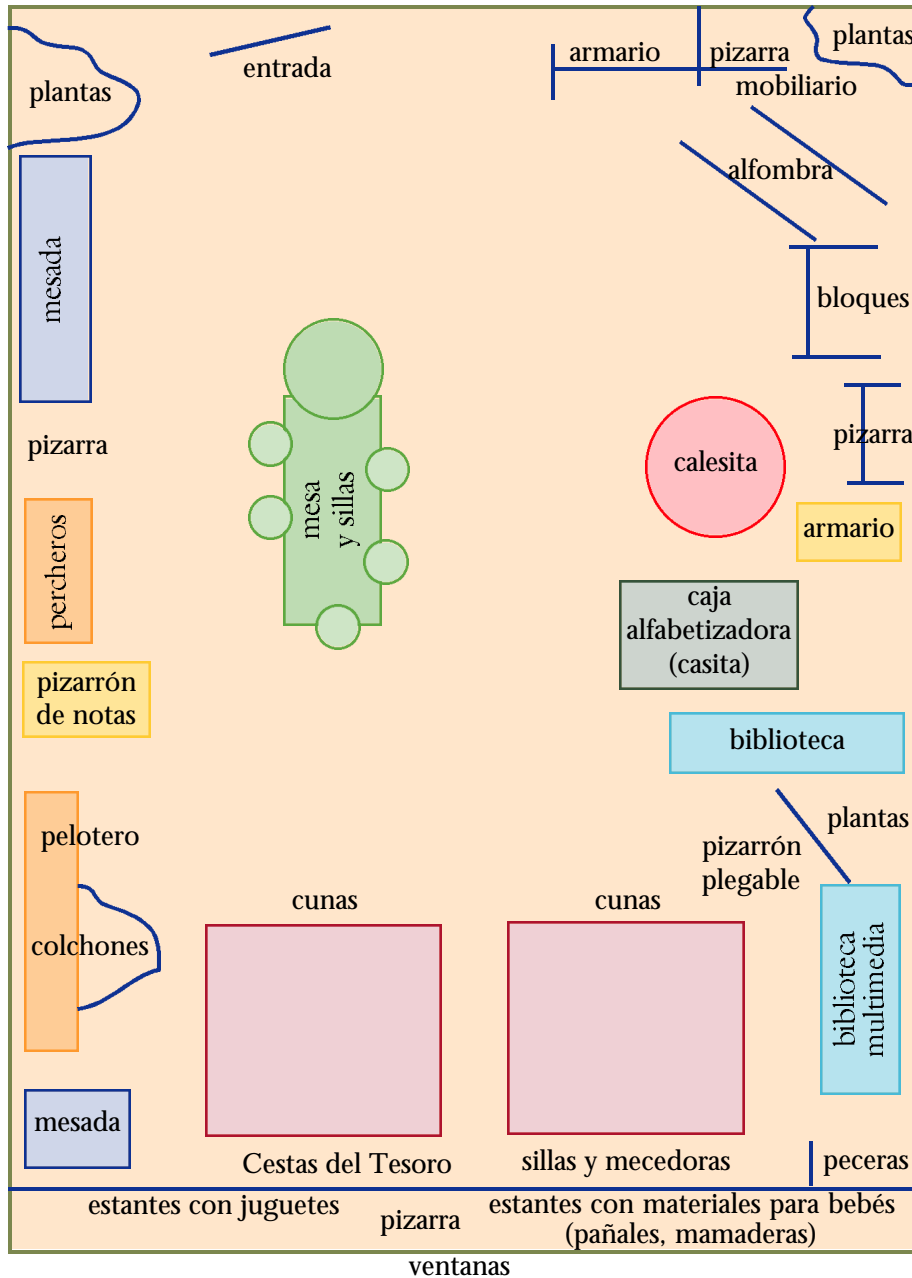 plantas
entrada
armario
pizarra
plantas
mobiliario
alfombra
mesada
bloques
pizarra
mesa
y sillas
calesita
pizarra
armario
percheros
caja
alfabetizadora
(casita)
pizarrón
de notas
biblioteca
pelotero
plantas
pizarrón
plegable
colchones
cunas
cunas
biblioteca
multimedia
mesada
Cestas del Tesoro
sillas y mecedoras
peceras
estantes con juguetes
pizarra
estantes con materiales para bebés
(pañales, mamaderas)
ventanas